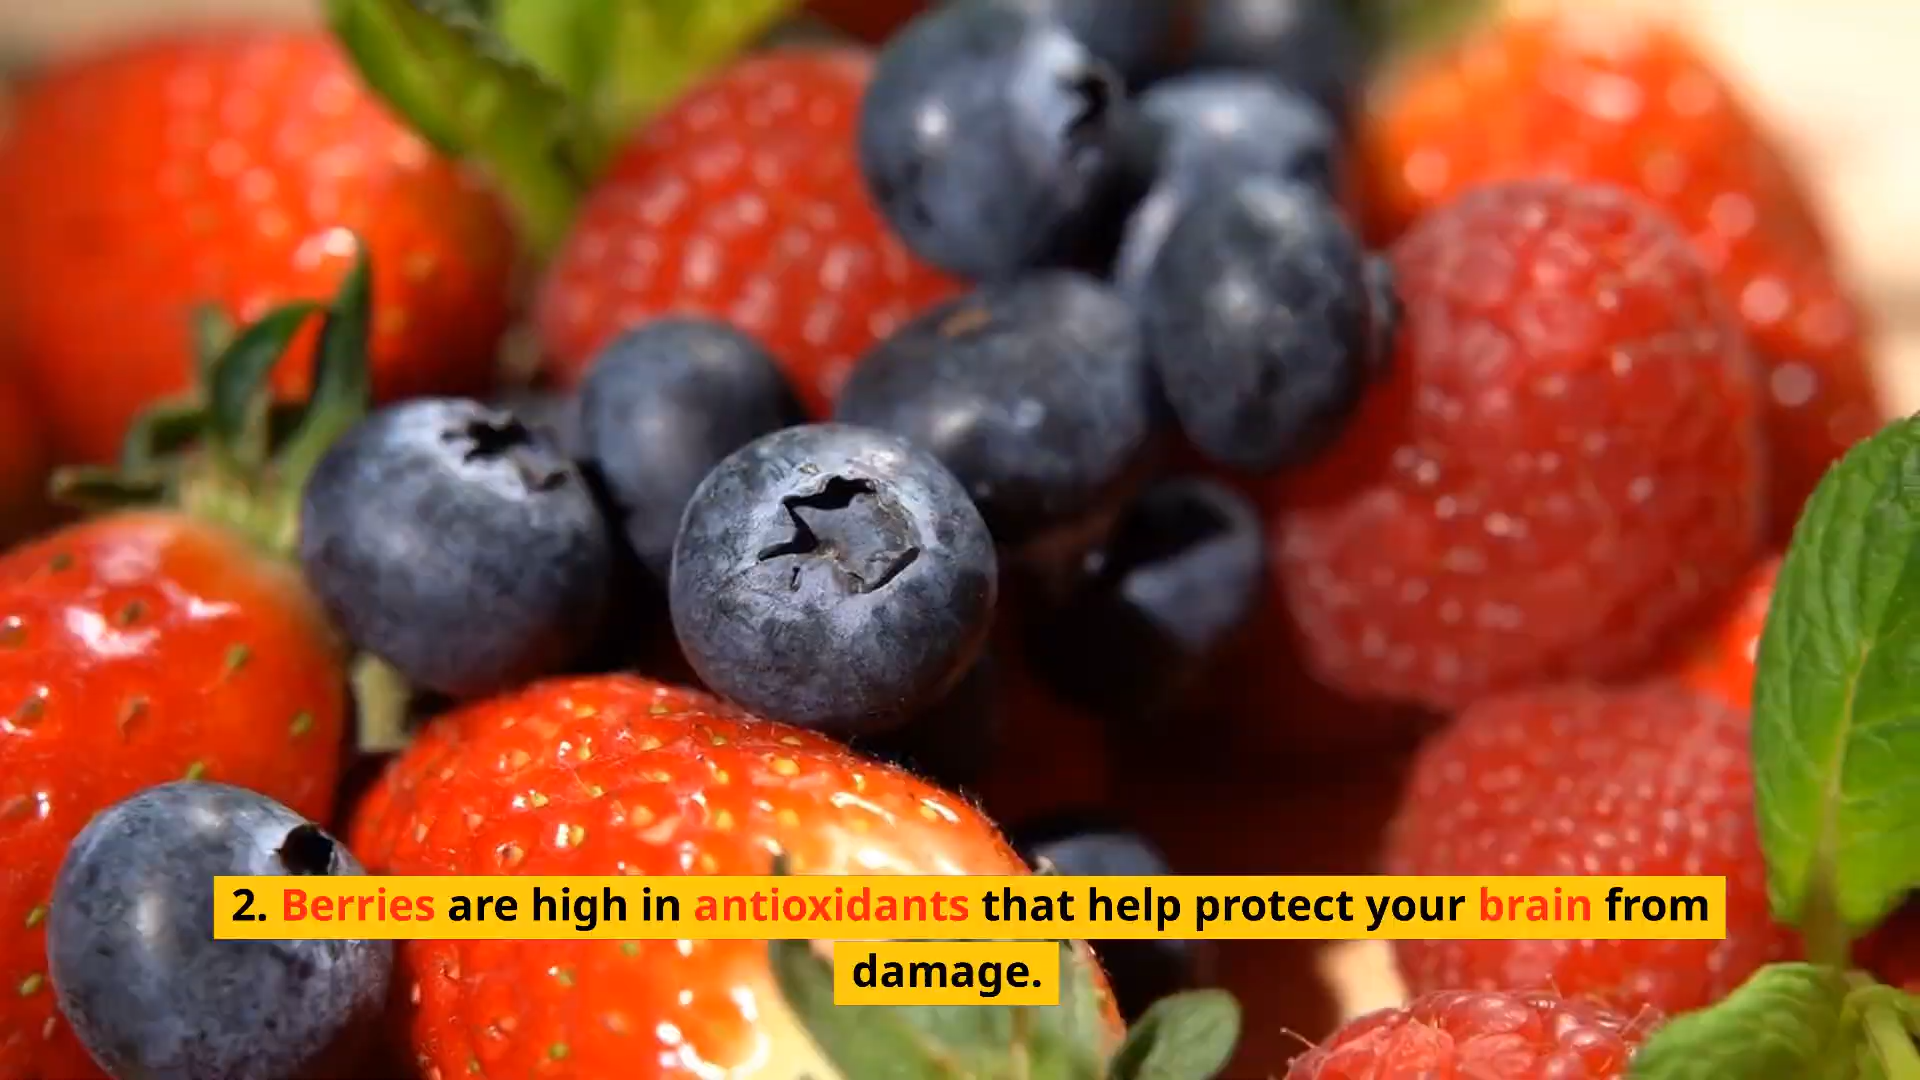 2. Berries are high in antioxidants that help protect your brain from
damage.